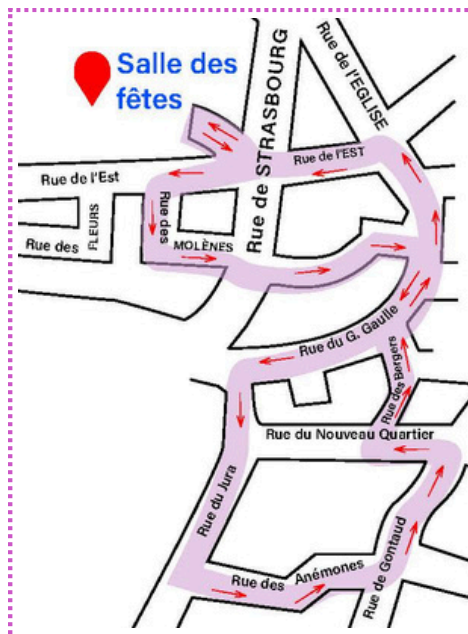 Salle des
fêtes
Rue de STRASBOURG
Rue de l'EGLISE
Rue de l'EST
Rue de l'Est
Rue des
FLEURS
Rue des
MOLÈNES
Rue du G. Gaulle
Rue des Bergers
Rue du Nouveau Quartier
Rue du Jura
Rue des Anémones
Rue de Gontaud